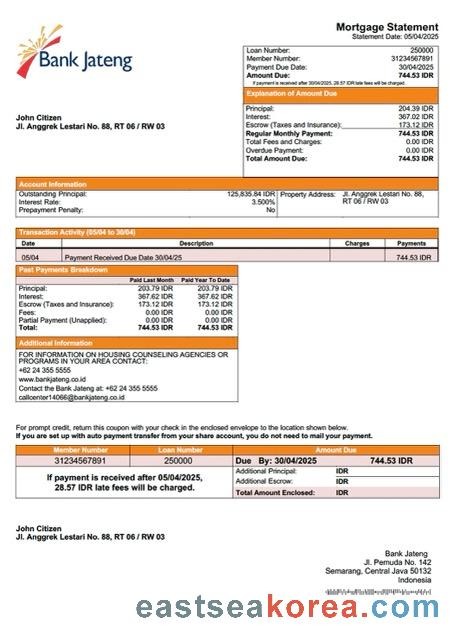 Bank Jateng
Mortgage Statement
Statement Date: 05/04/2025
Loan Number: 250000
Member Number: 31234567891
Payment Due Date: 30/04/2025
Amount Due: 744.53 IDR
If payment is received after 30/04/2025, 28.57 IDR late fees will be charged.
Explanation of Amount Due
Principal: 204.39 IDR
Interest: 367.02 IDR
Escrow (Taxes and Insurance): 173.12 IDR
Regular Monthly Payment: 744.53 IDR
Total Fees and Charges: 0.00 IDR
Overdue Payment: 0.00 IDR
Total Amount Due: 744.53 IDR
John Citizen
Jl. Anggrek Lestari No. 88, RT 06 / RW 03
Account Information
Outstanding Principal: 125,835.84 IDR
Interest Rate: 3.500%
Prepayment Penalty: No
Property Address: Jl. Anggrek Lestari No. 88,
RT 06 / RW 03
Transaction Activity (05/04 to 30/04)
Date Description Charges Payments
05/04 Payment Received Due Date 30/04/25 744.53 IDR
Past Payments Breakdown
Paid Last Month Paid Year To Date
Principal: 203.79 IDR 203.79 IDR
Interest: 367.62 IDR 367.62 IDR
Escrow (Taxes and Insurance): 173.12 IDR 173.12 IDR
Fees: 0.00 IDR 0.00 IDR
Partial Payment (Unapplied): 0.00 IDR 0.00 IDR
Total: 744.53 IDR 744.53 IDR
Additional Information
FOR INFORMATION ON HOUSING COUNSELING AGENCIES OR
PROGRAMS IN YOUR AREA CONTACT:
+62 24 355 5555
www.bankjateng.co.id
Contact the Bank Jateng at: +62 24 355 5555
callcenter14066@bankjateng.co.id
For prompt credit, return this coupon with your check in the enclosed envelope to the location shown below.
If you are set up with auto payment transfer from your share account, you do not need to mail your payment.
Member Number Loan Number Amount Due
31234567891 250000 Due By: 30/04/2025 744.53 IDR
If payment is received after 05/04/2025,
28.57 IDR late fees will be charged.
Additional Principal: IDR
Additional Escrow: IDR
Total Amount Enclosed: IDR
John Citizen
Jl. Anggrek Lestari No. 88, RT 06 / RW 03
Bank Jateng
Jl. Pemuda No. 142
Semarang, Central Java 50132
Indonesia
eastseakorea.com